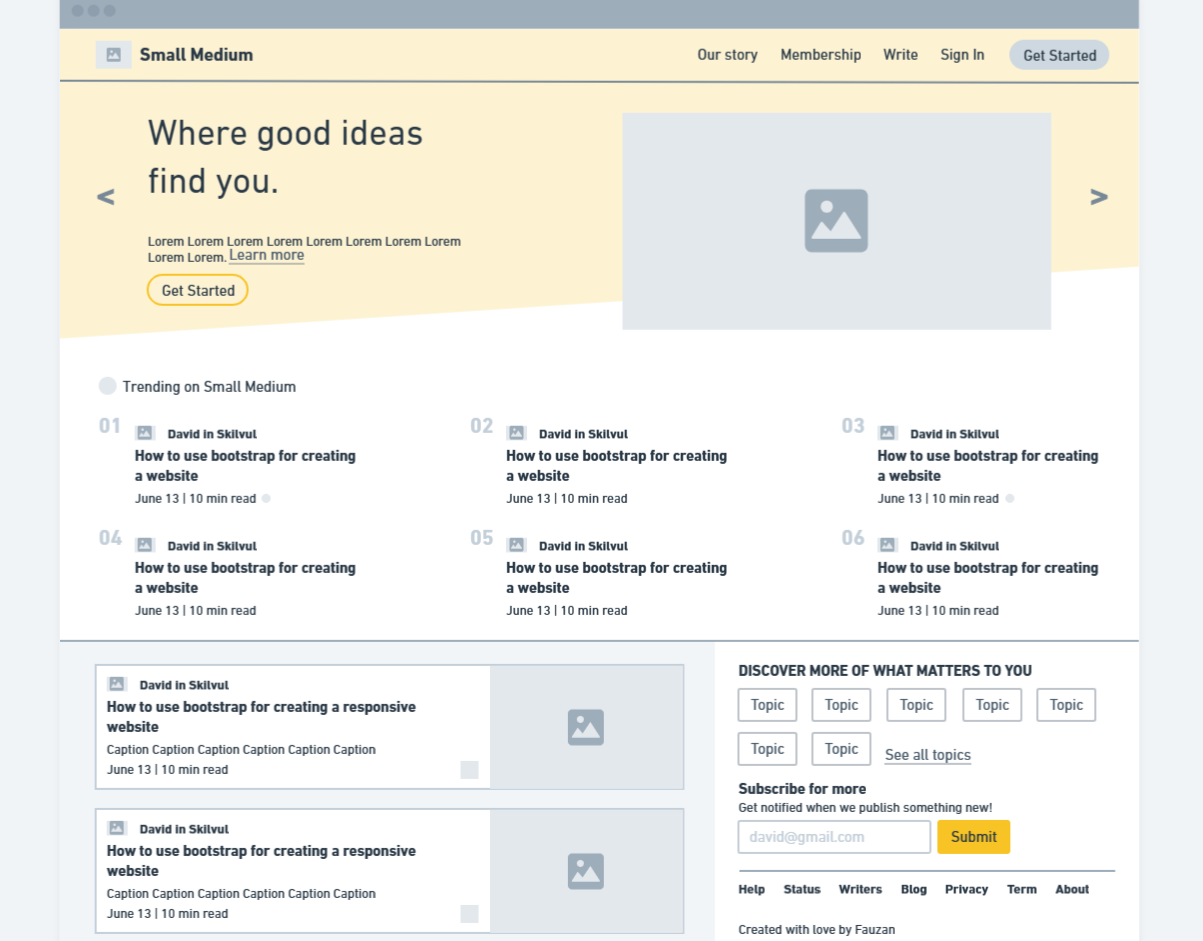 Small Medium
Our story Membership Write Sign In Get Started
Where good ideas
find you.
<
>
Lorem Lorem Lorem Lorem Lorem Lorem Lorem Lorem
Lorem Lorem. Learn more
Get Started
Trending on Small Medium
01 David in Skilvul
How to use bootstrap for creating
a website
June 13 | 10 min read
02 David in Skilvul
How to use bootstrap for creating
a website
June 13 | 10 min read
03 David in Skilvul
How to use bootstrap for creating
a website
June 13 | 10 min read
04 David in Skilvul
How to use bootstrap for creating
a website
June 13 | 10 min read
05 David in Skilvul
How to use bootstrap for creating
a website
June 13 | 10 min read
06 David in Skilvul
How to use bootstrap for creating
a website
June 13 | 10 min read
David in Skilvul
How to use bootstrap for creating a responsive
website
Caption Caption Caption Caption Caption Caption
June 13 | 10 min read
David in Skilvul
How to use bootstrap for creating a responsive
website
Caption Caption Caption Caption Caption Caption
June 13 | 10 min read
DISCOVER MORE OF WHAT MATTERS TO YOU
Topic Topic Topic Topic Topic
Topic Topic See all topics
Subscribe for more
Get notified when we publish something new!
david@gmail.com Submit
Help Status Writers Blog Privacy Term About
Created with love by Fauzan